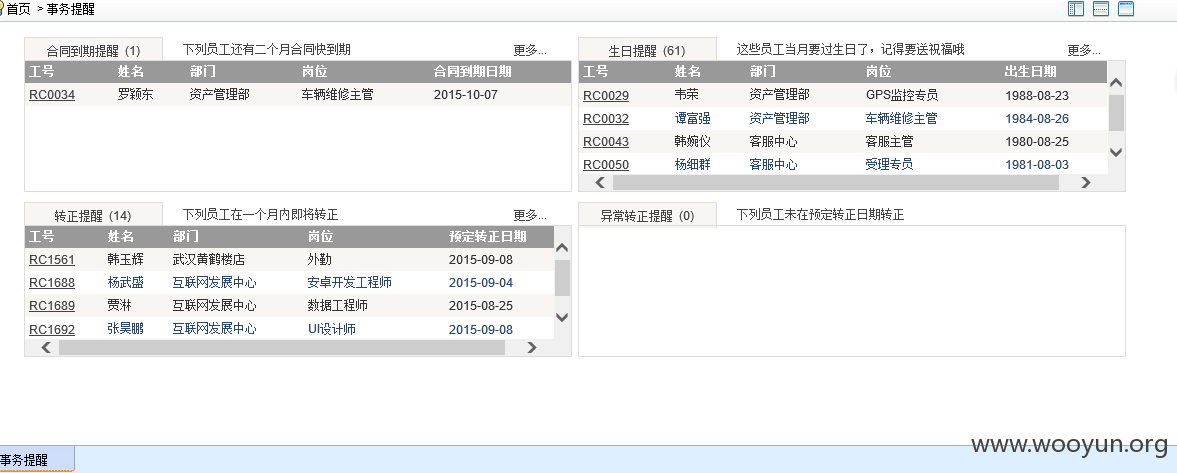 首页 > 事务提醒
合同到期提醒 (1) 下列员工还有二个月合同快到期 更多...
工号 姓名 部门 岗位 合同到期日期
RC0034 罗颖东 资产管理部 车辆维修主管 2015-10-07
生日提醒 (61) 这些员工当月要过生日了，记得要送祝福哦 更多...
工号 姓名 部门 岗位 出生日期
RC0029 韦荣 资产管理部 GPS监控专员 1988-08-23
RC0032 谭富强 资产管理部 车辆维修主管 1984-08-26
RC0043 韩婉仪 客服中心 客服主管 1980-08-25
RC0050 杨细群 客服中心 受理专员 1981-08-03
转正提醒 (14) 下列员工在一个月内即将转正 更多...
工号 姓名 部门 岗位 预定转正日期
RC1561 韩玉辉 武汉黄鹤楼店 外勤 2015-09-08
RC1688 杨武盛 互联网发展中心 安卓开发工程师 2015-09-04
RC1689 贾淋 互联网发展中心 数据工程师 2015-08-25
RC1692 张昊鹏 互联网发展中心 UI设计师 2015-09-08
异常转正提醒 (0) 下列员工未在预定转正日期转正
www.wooyun.org
事务提醒